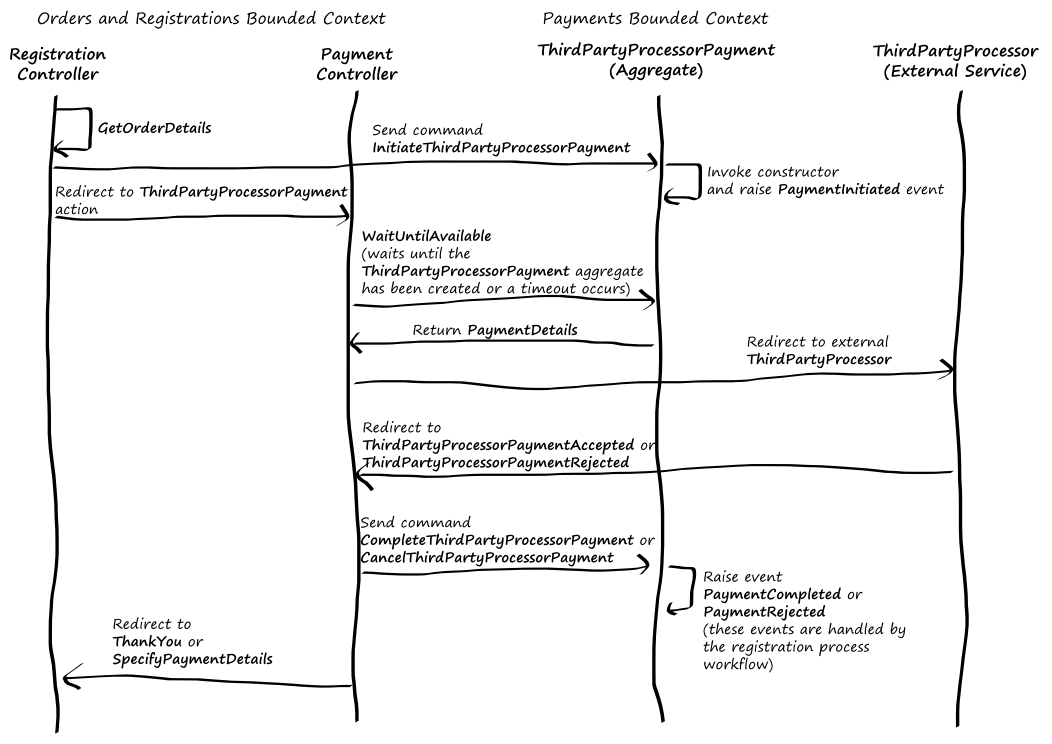 Orders and Registrations Bounded Context
Payments Bounded Context
Registration
Controller
Payment
Controller
ThirdPartyProcessorPayment
(Aggregate)
ThirdPartyProcessor
(External Service)
GetOrderDetails
Send command
InitiateThirdPartyProcessorPayment
Invoke constructor
and raise PaymentInitiated event
Redirect to ThirdPartyProcessorPayment
action
WaitUntilAvailable
(waits until the
ThirdPartyProcessorPayment aggregate
has been created or a timeout occurs)
Return PaymentDetails
Redirect to external
ThirdPartyProcessor
Redirect to
ThirdPartyProcessorPaymentAccepted or
ThirdPartyProcessorPaymentRejected
Send command
CompleteThirdPartyProcessorPayment or
CancelThirdPartyProcessorPayment
Raise event
PaymentCompleted or
PaymentRejected
(these events are handled by
the registration process
workflow)
Redirect to
ThankYou or
SpecifyPaymentDetails